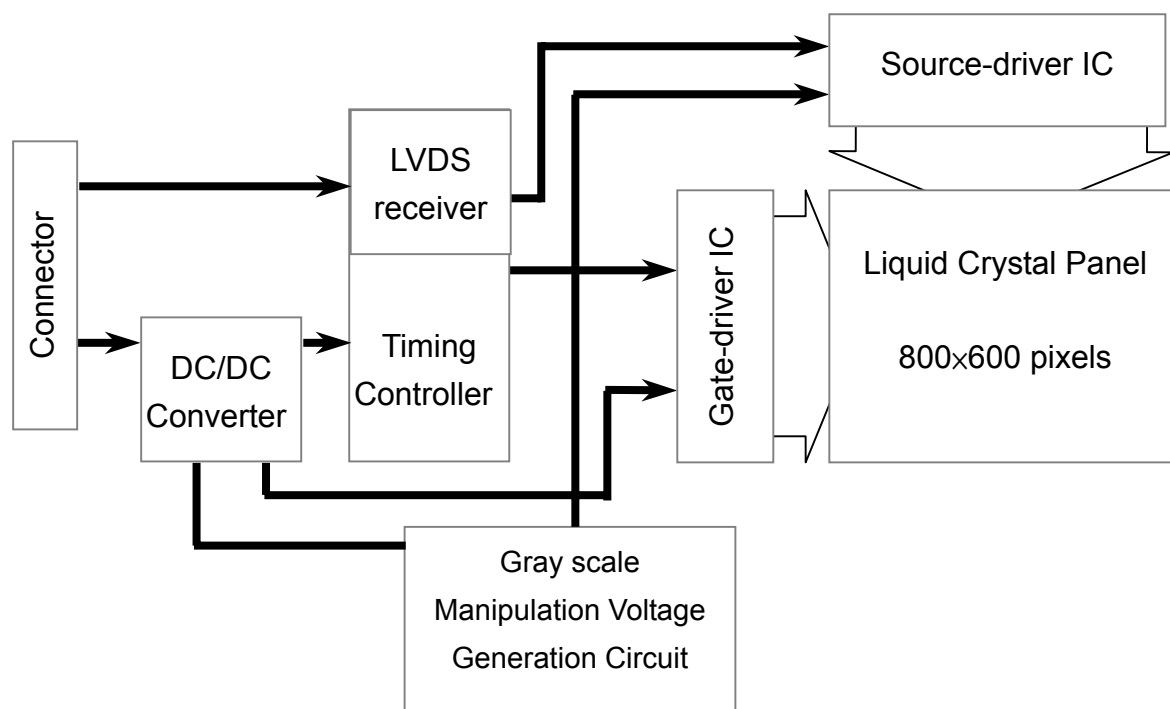 Source-driver IC
LVDS
receiver
Connector
Gate-driver IC
Liquid Crystal Panel
800×600 pixels
DC/DC
Converter
Timing
Controller
Gray scale
Manipulation Voltage
Generation Circuit